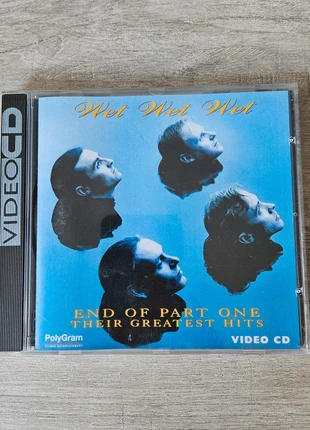 Wet Wet Wet
VIDEO CD
END OF PART ONE
THEIR GREATEST HITS
PolyGram
VIDEO CD